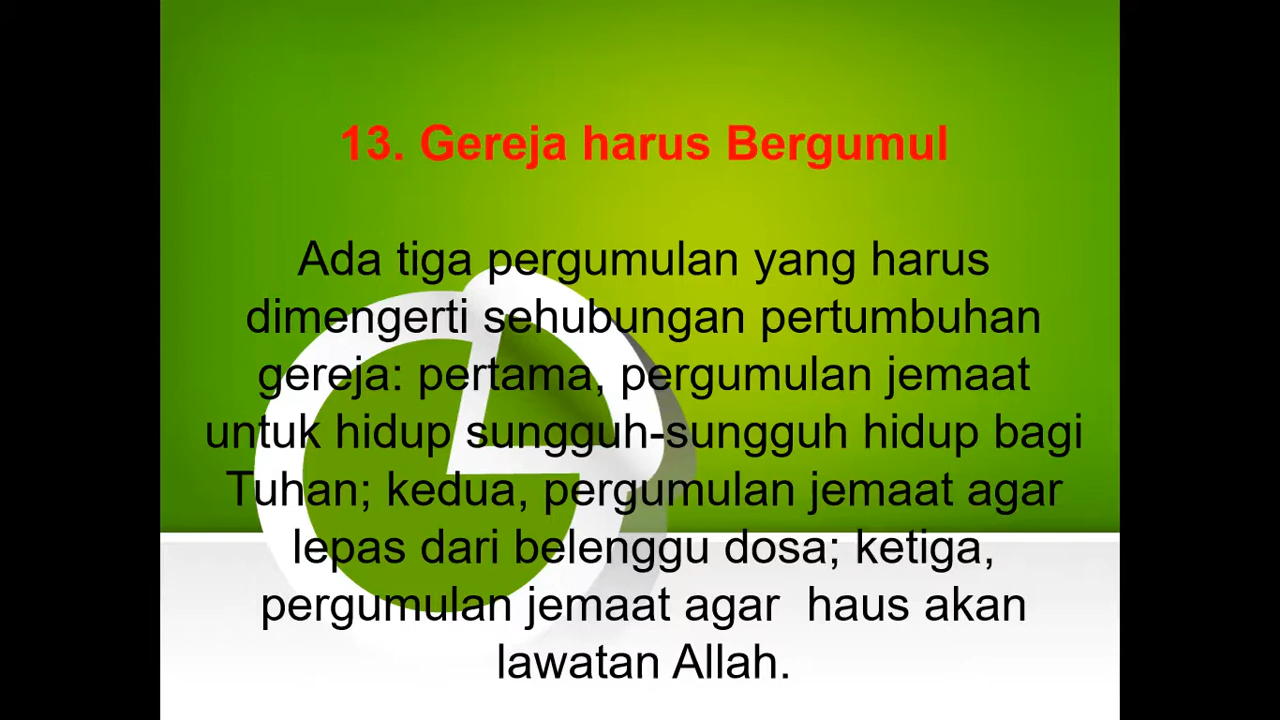 13. Gereja harus Bergumul
Ada tiga pergumulan yang harus
dimengerti sehubungan pertumbuhan
gereja: pertama, pergumulan jemaat
untuk hidup sungguh-sungguh hidup bagi
Tuhan; kedua, pergumulan jemaat agar
lepas dari belenggu dosa; ketiga,
pergumulan jemaat agar  haus akan
lawatan Allah.